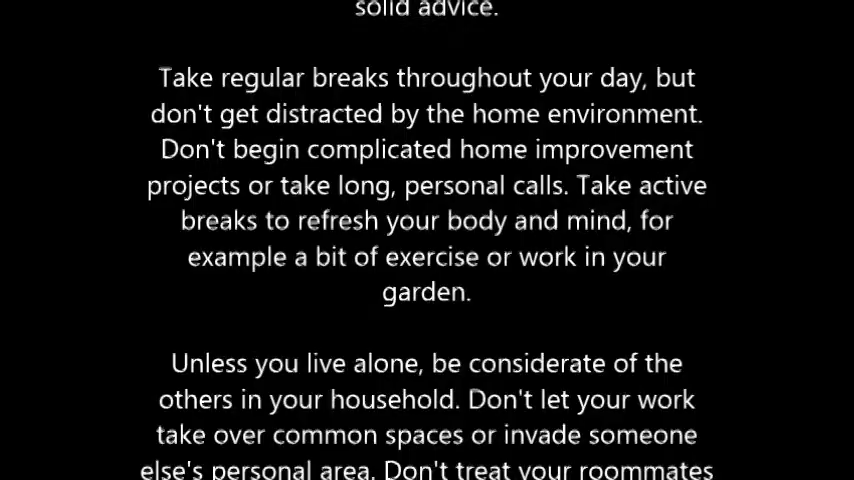 solid advice.
Take regular breaks throughout your day, but
don't get distracted by the home environment.
Don't begin complicated home improvement
projects or take long, personal calls. Take active
breaks to refresh your body and mind, for
example a bit of exercise or work in your
garden.
Unless you live alone, be considerate of the
others in your household. Don't let your work
take over common spaces or invade someone
else's personal area. Don't treat your roommates